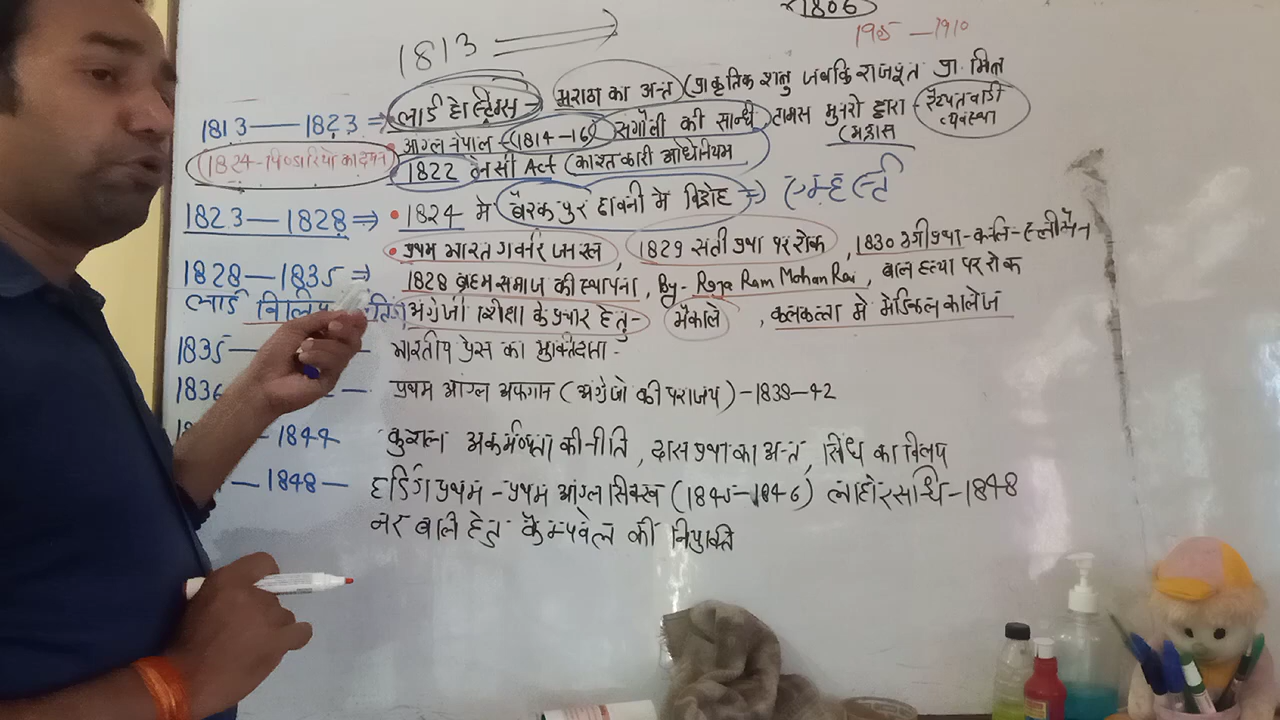 1806
1905 — 1910
1813
1813 — 1823 ⇒ लार्ड हेस्टिंग्स - मराठा का अन्त (प्राकृतिक शत्रु जबकि राजपूत प्रा. मित्र
• आंग्ल नेपाल - (1814-16) सगौली की सान्धी टामस मुनरो द्वारा - रैय्यतवाडी व्यवस्था
(मद्रास
1824 - पिण्डारियो का दमन 1822 टेनेंसी Act (काश्तकारी अधिनियम
1823 — 1828 ⇒ • 1824 में बैरकपुर छावनी में विद्रोह ⇒ एम्हर्स्ट
• प्रथम भारत गवर्नर जनरल, 1829 सती प्रथा पर रोक, 1830 ठगी प्रथा - कर्नल - स्लीमैन
1828 — 1835 ⇒ 1828 ब्रहम समाज की स्थापना, By- Raja Ram Mohan Rai, बाल हत्या पर रोक
लार्ड विलियम अंग्रेजी शिक्षा के प्रचार हेतु - मैकाले, कलकत्ता मे मेडिकल कालेज
1835 — भारतीय प्रेस का मुक्तिदाता -
1836 — प्रथम आंग्ल अफगान (अंग्रेजो की पराजय) - 1838-42
- 1844 कुशल अकर्मण्यता की नीति, दास प्रथा का अन्त, सिंध का विलय
- 1848 — हार्डिंग प्रथम - प्रथम आंग्ल सिक्ख (1845-1846) लाहोर सान्धि - 1848
नर बलि हेतु कैम्पवेल की नियुक्ति